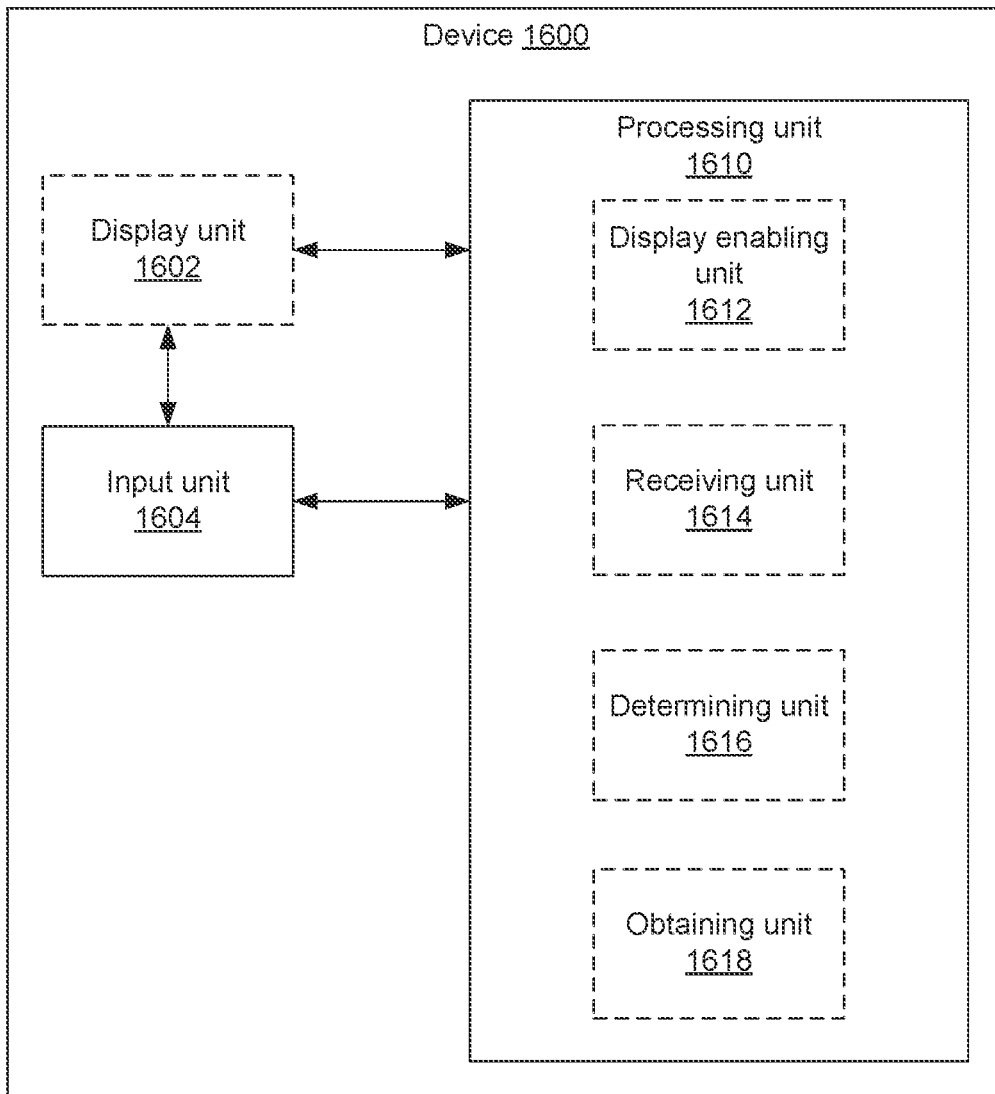 Device 1600
Processing unit
1610
Display unit
1602
Display enabling
unit
1612
Input unit
1604
Receiving unit
1614
Determining unit
1616
Obtaining unit
1618